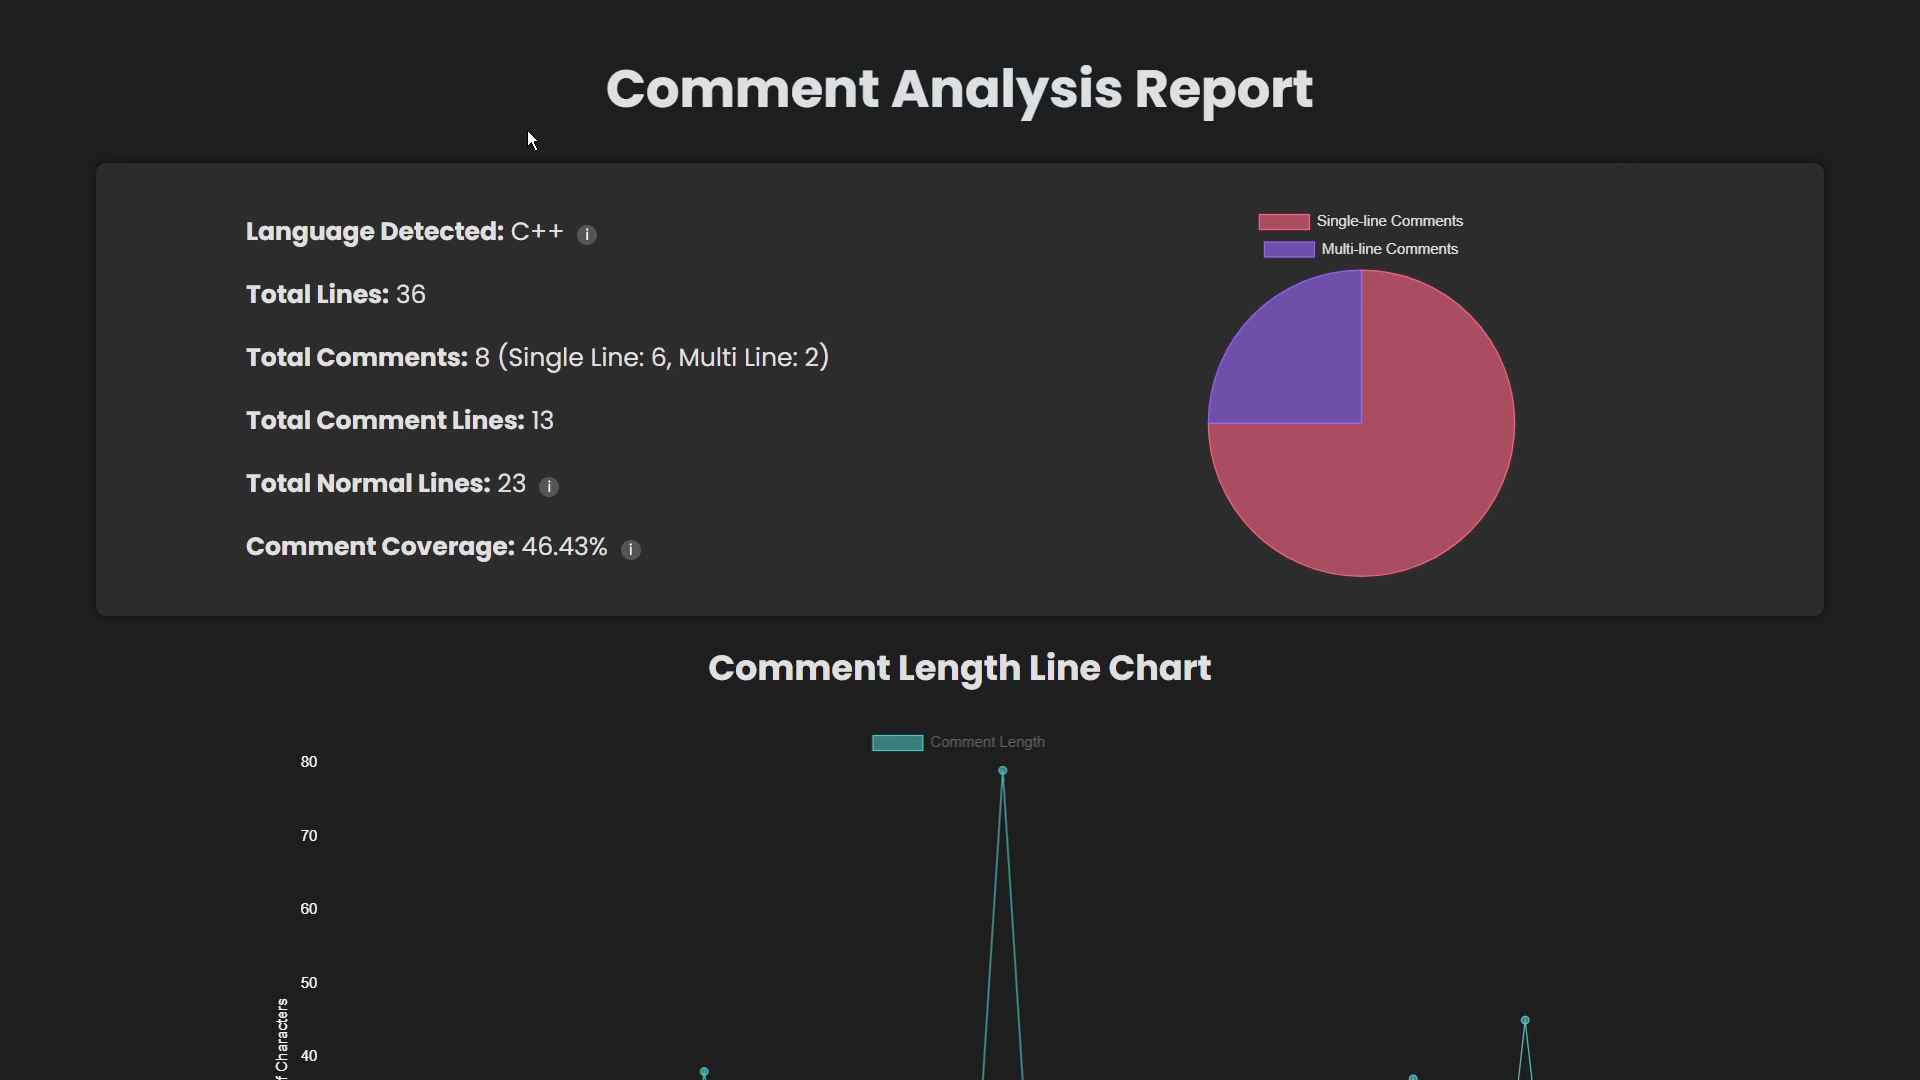 Comment Analysis Report
Language Detected: C++ i
Total Lines: 36
Total Comments: 8 (Single Line: 6, Multi Line: 2)
Total Comment Lines: 13
Total Normal Lines: 23 i
Comment Coverage: 46.43% i
Single-line Comments
Multi-line Comments
Comment Length Line Chart
Comment Length
80
70
60
50
40
Characters